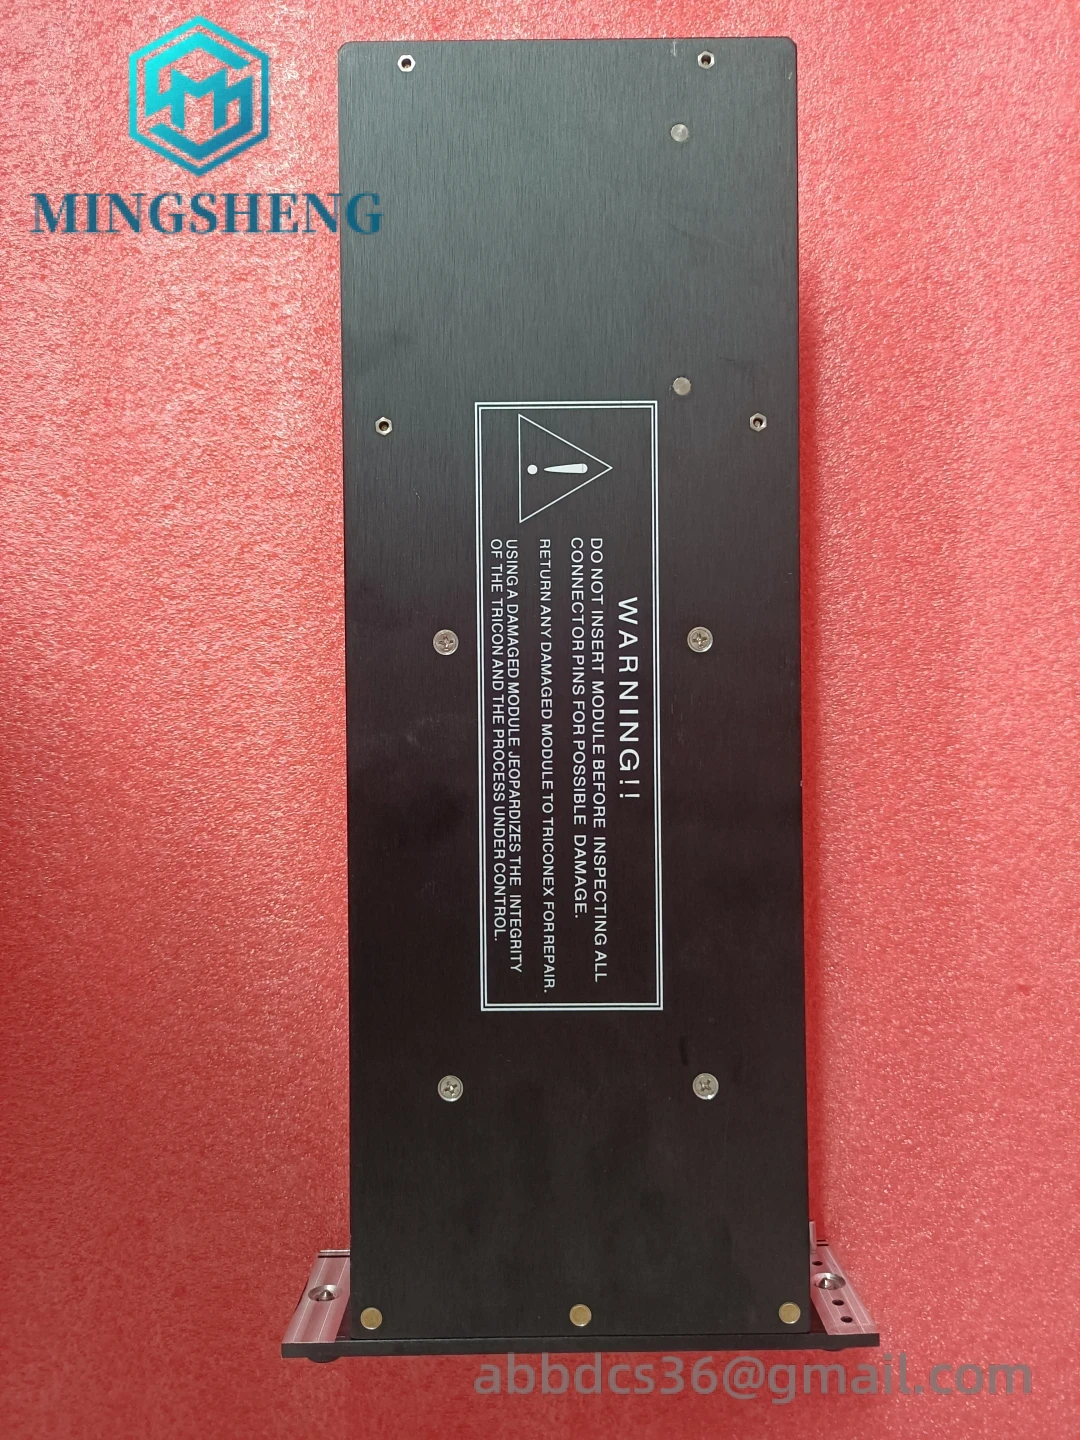 MINGSHENG
WARNING!!
DO NOT INSERT MODULE BEFORE INSPECTING ALL
CONNECTOR PINS FOR POSSIBLE DAMAGE.
RETURN ANY DAMAGED MODULE TO TRICONEX FOR REPAIR.
USING A DAMAGED MODULE JEOPARDIZES THE INTEGRITY
OF THE TRICON AND THE PROCESS UNDER CONTROL.
abbdcs36@gmail.com